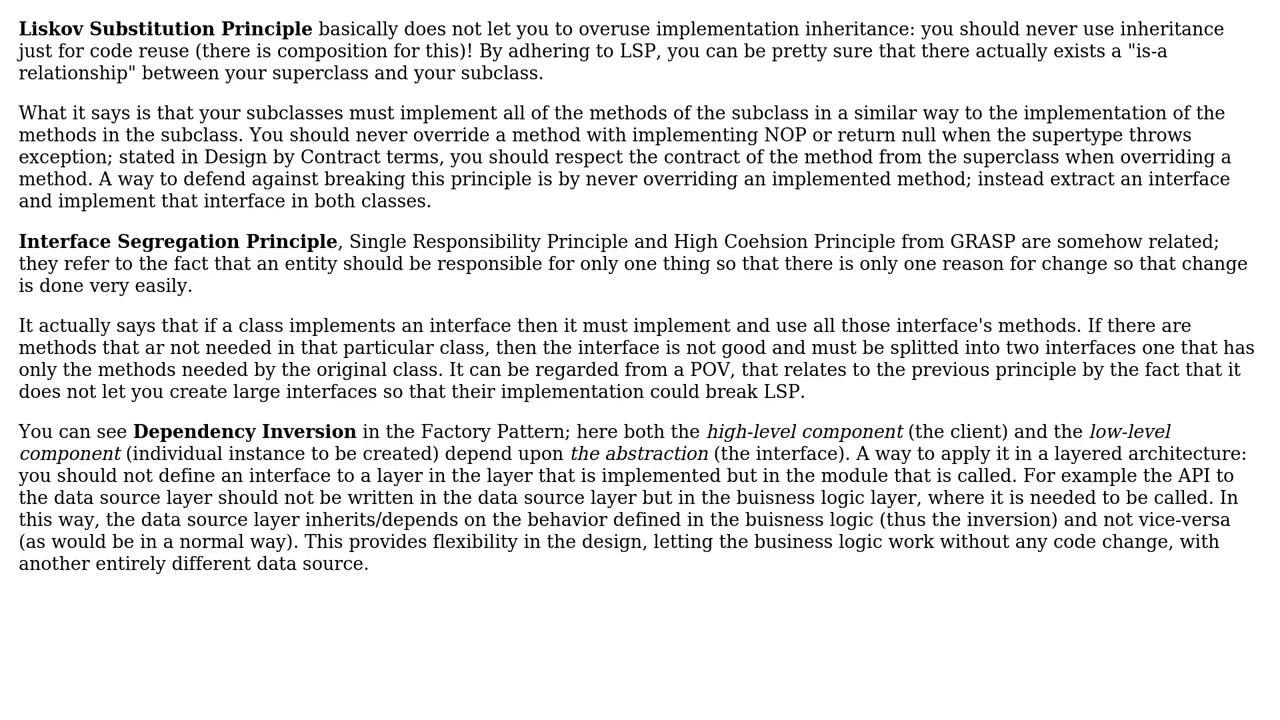 Liskov Substitution Principle basically does not let you to overuse implementation inheritance: you should never use inheritance
just for code reuse (there is composition for this)! By adhering to LSP, you can be pretty sure that there actually exists a "is-a
relationship" between your superclass and your subclass.
What it says is that your subclasses must implement all of the methods of the subclass in a similar way to the implementation of the
methods in the subclass. You should never override a method with implementing NOP or return null when the supertype throws
exception; stated in Design by Contract terms, you should respect the contract of the method from the superclass when overriding a
method. A way to defend against breaking this principle is by never overriding an implemented method; instead extract an interface
and implement that interface in both classes.
Interface Segregation Principle, Single Responsibility Principle and High Coehsion Principle from GRASP are somehow related;
they refer to the fact that an entity should be responsible for only one thing so that there is only one reason for change so that change
is done very easily.
It actually says that if a class implements an interface then it must implement and use all those interface's methods. If there are
methods that ar not needed in that particular class, then the interface is not good and must be splitted into two interfaces one that has
only the methods needed by the original class. It can be regarded from a POV, that relates to the previous principle by the fact that it
does not let you create large interfaces so that their implementation could break LSP.
You can see Dependency Inversion in the Factory Pattern; here both the high-level component (the client) and the low-level
component (individual instance to be created) depend upon the abstraction (the interface). A way to apply it in a layered architecture:
you should not define an interface to a layer in the layer that is implemented but in the module that is called. For example the API to
the data source layer should not be written in the data source layer but in the buisness logic layer, where it is needed to be called. In
this way, the data source layer inherits/depends on the behavior defined in the buisness logic (thus the inversion) and not vice-versa
(as would be in a normal way). This provides flexibility in the design, letting the business logic work without any code change, with
another entirely different data source.